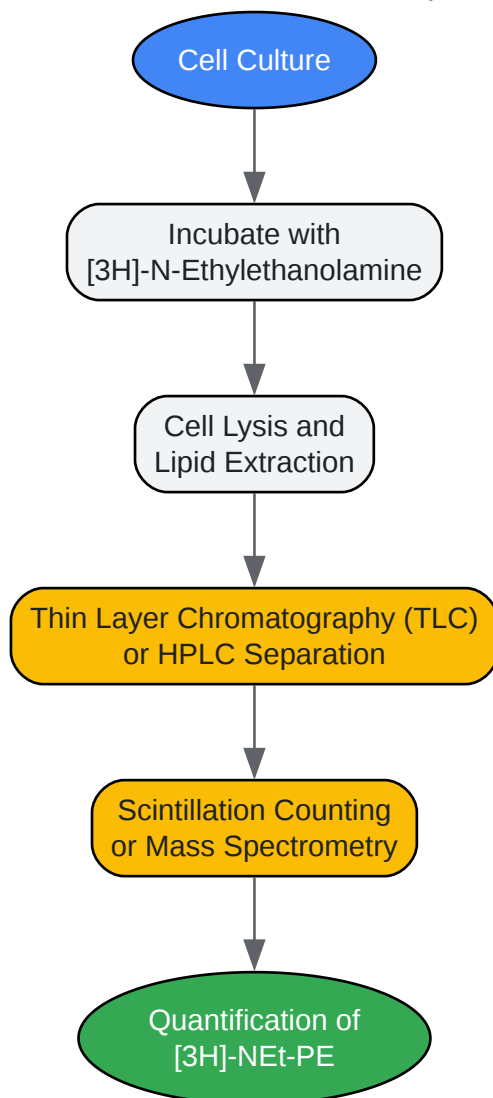 Cell Culture
Incubate with
[3H]-N-Ethylethanolamine
Cell Lysis and
Lipid Extraction
Thin Layer Chromatography (TLC)
or HPLC Separation
Scintillation Counting
or Mass Spectrometry
Quantification of
[3H]-NEt-PE